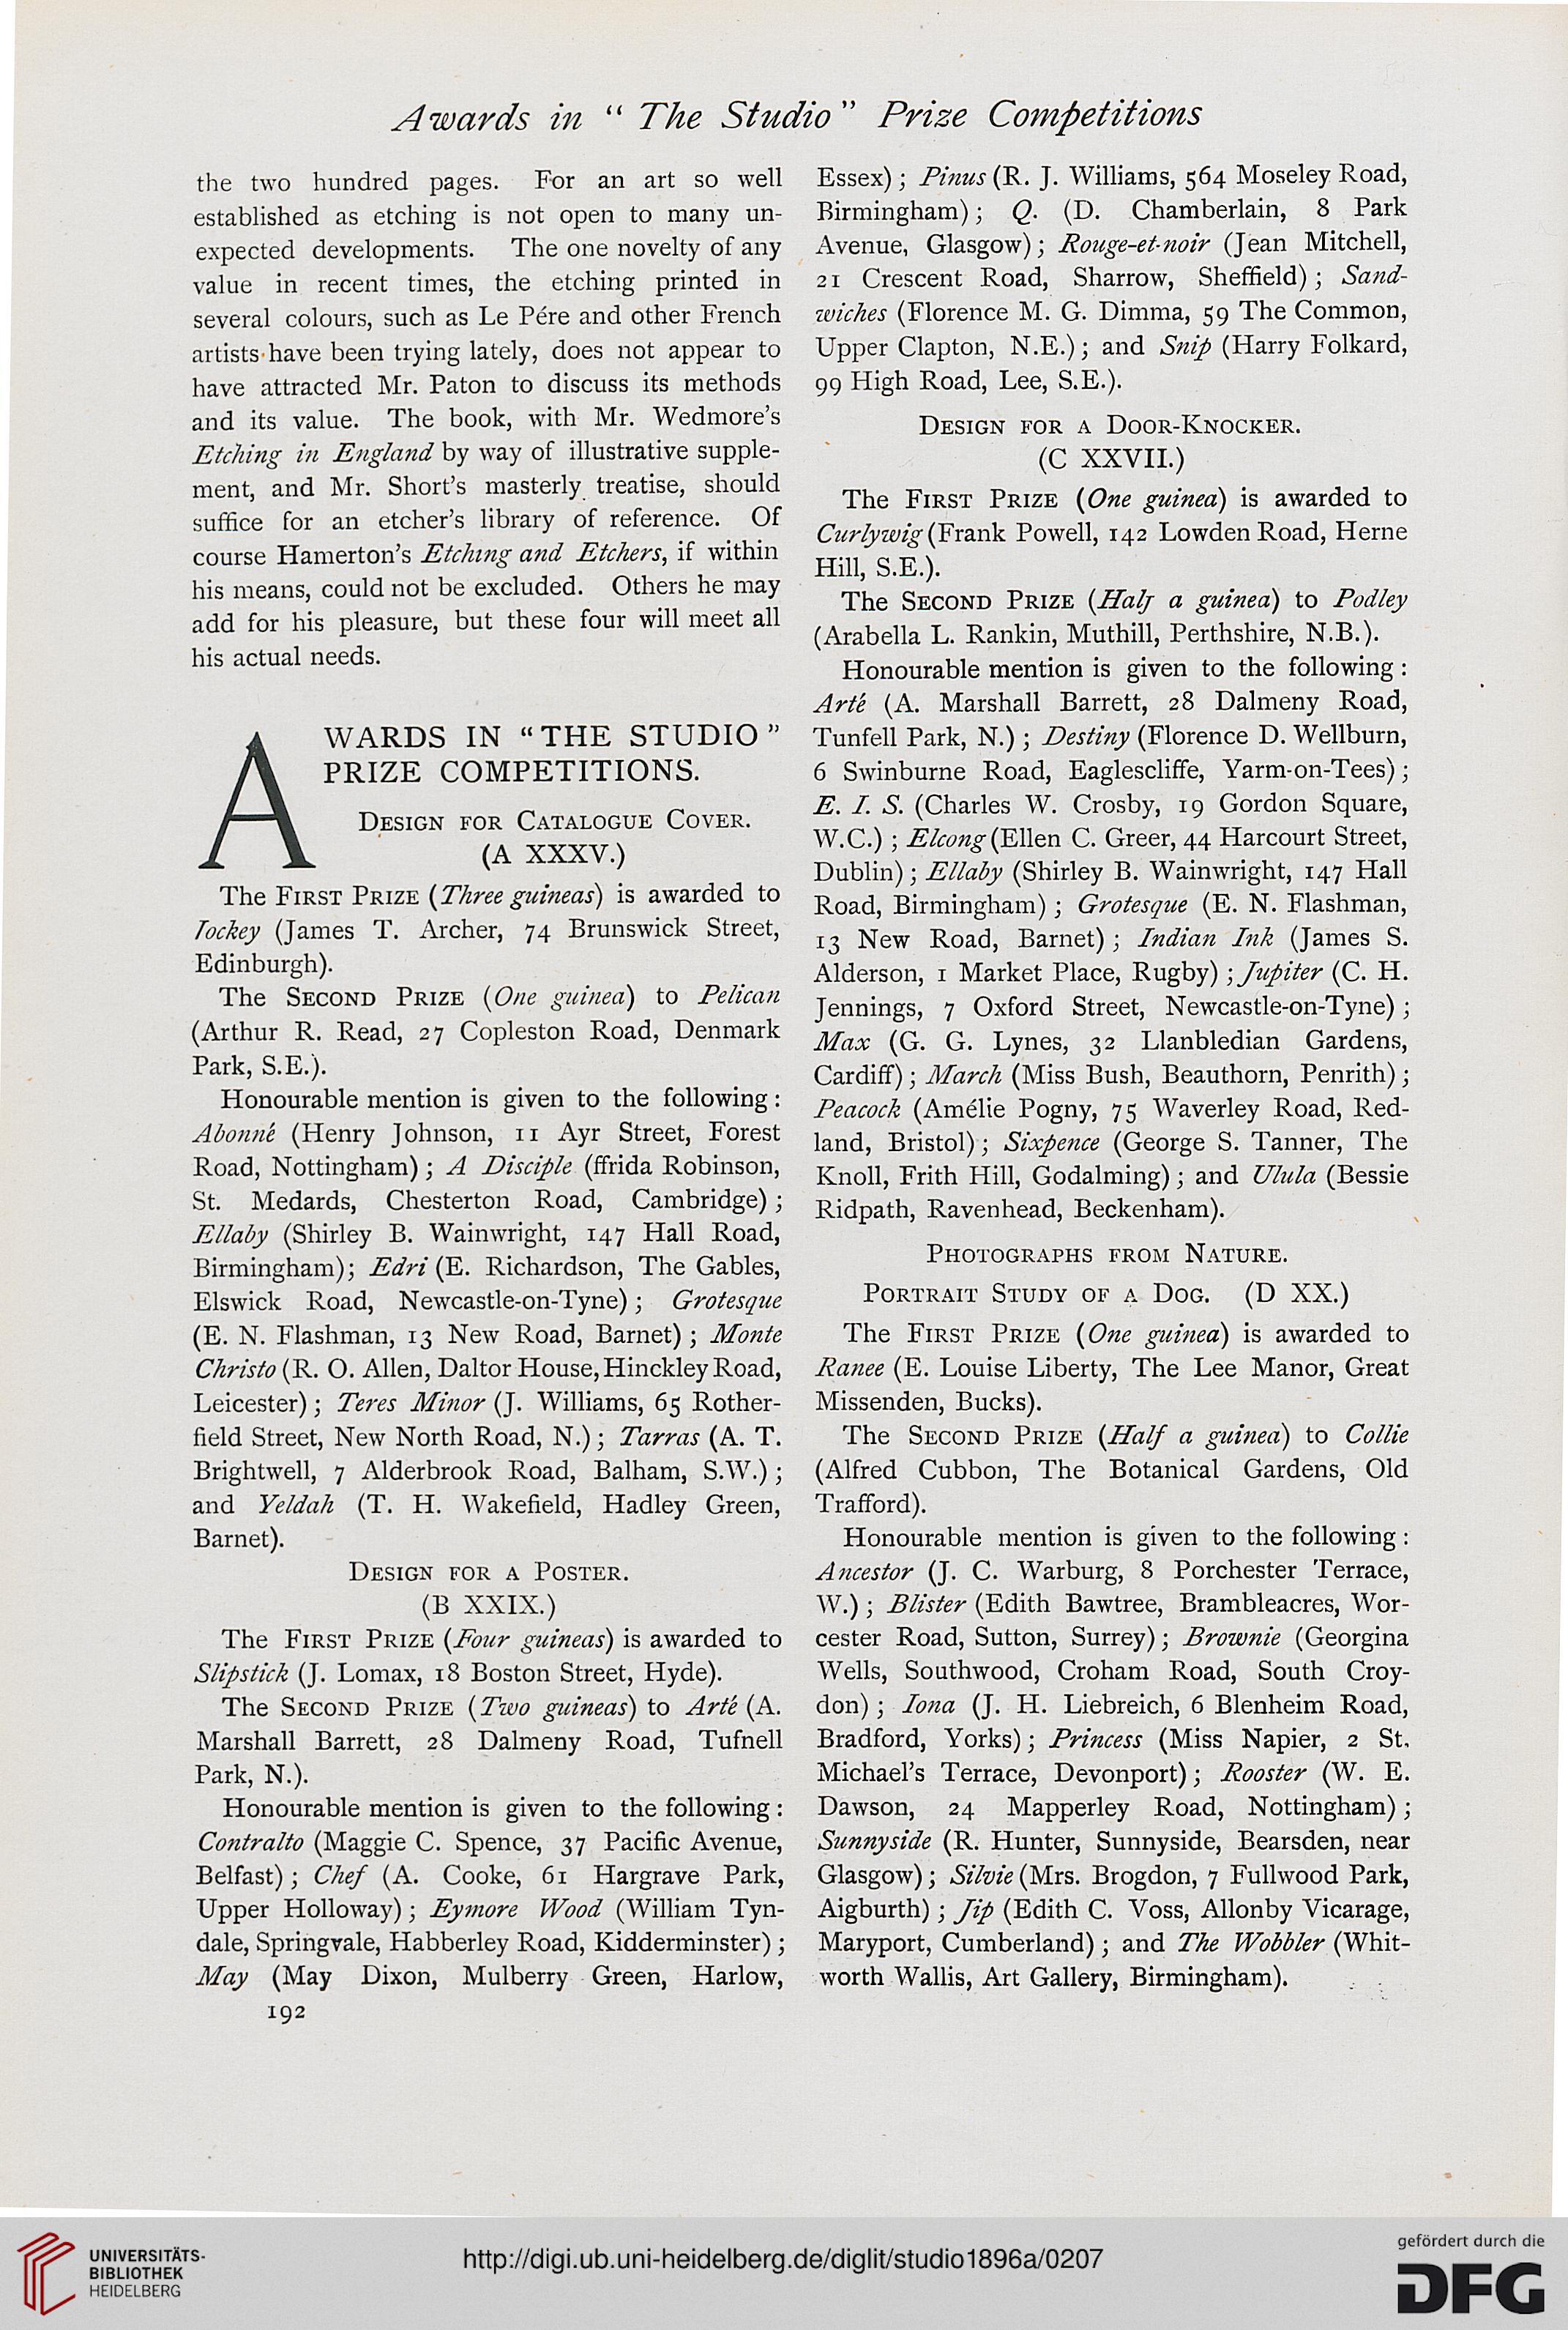 Awards in “ The Studio” Prize Competitions
the two hundred pages. For an art so well
established as etching is not open to many un-
expected developments. The one novelty of any
value in recent times, the etching printed in
several colours, such as Le Pére and other French
artists have been trying lately, does not appear to
have attracted Mr. Paton to discuss its methods
and its value. The book, with Mr. Wedmore’s
Etching in England by way of illustrative supple-
ment, and Mr. Short’s masterly treatise, should
suffice for an etcher’s library of reference. Of
course Hamerton’s Etching and Etchers, if within
his means, could not be excluded. Others he may
add for his pleasure, but these four will meet all
his actual needs.
AWARDS IN “THE STUDIO”
PRIZE COMPETITIONS.
Design for Catalogue Cover.
(A XXXV.)
The First Prize (Three guineas) is awarded to
Jockey (James T. Archer, 74 Brunswick Street,
Edinburgh).
The Second Prize (One guinea) to Pelican
(Arthur R. Read, 27 Copleston Road, Denmark
Park, S.E.).
Honourable mention is given to the following:
Abonné (Henry Johnson, 11 Ayr Street, Forest
Road, Nottingham); A Disciple (ffrida Robinson,
St. Medards, Chesterton Road, Cambridge);
Ellaby (Shirley B. Wainwright, 147 Hall Road,
Birmingham); Edri (E. Richardson, The Gables,
Elswick Road, Newcastle-on-Tyne); Grotesque
(E. N. Flashman, 13 New Road, Barnet); Monte
Christo (R. O. Allen, Daltor House, Hinckley Road,
Leicester); Teres Minor (J. Williams, 65 Rother-
field Street, New North Road, N.); Tarras (A. T.
Brightwell, 7 Alderbrook Road, Balham, S.W.);
and Yeldah (T. H. Wakefield, Hadley Green,
Barnet).
Design for a Poster.
(B XXIX.)
The First Prize (Four guineas) is awarded to
Slipstick (J. Lomax, 18 Boston Street, Hyde).
The Second Prize (Two guineas) to Arté (A.
Marshall Barrett, 28 Dalmeny Road, Tufnell
Park, N.).
Honourable mention is given to the following:
Contralto (Maggie C. Spence, 37 Pacific Avenue,
Belfast); Chef (A. Cooke, 61 Hargrave Park,
Upper Holloway); Eymore Wood (William Tyn-
dale, Springvale, Habberley Road, Kidderminster);
May (May Dixon, Mulberry Green, Harlow,
192
Essex); Pinus (R. J. Williams, 564 Moseley Road,
Birmingham); Q. (D. Chamberlain, 8 Park
Avenue, Glasgow); Rouge-et-noir (Jean Mitchell,
21 Crescent Road, Sharrow, Sheffield); Sand-
wiches (Florence M. G. Dimma, 59 The Common,
Upper Clapton, N.E.); and Snip (Harry Folkard,
99 High Road, Lee, S.E.).
Design for a Door-Knocker.
(C XXVII.)
The First Prize (One guinea) is awarded to
Curlywig (Frank Powell, 142 Lowden Road, Herne
Hill, S.E.).
The Second Prize (Half a guinea) to Podley
(Arabella L. Rankin, Muthill, Perthshire, N.B.).
Honourable mention is given to the following:
Arté (A. Marshall Barrett, 28 Dalmeny Road,
Tunfell Park, N.); Destiny (Florence D. Wellburn,
6 Swinburne Road, Eaglescliffe, Yarm-on-Tees);
E. I. S. (Charles W. Crosby, 19 Gordon Square,
W.C.); Elcong (Ellen C. Greer, 44 Harcourt Street,
Dublin); Ellaby (Shirley B. Wainwright, 147 Hall
Road, Birmingham); Grotesque (E. N. Flashman,
13 New Road, Barnet); Indian Ink (James S.
Alderson, 1 Market Place, Rugby); Jupiter (C. H.
Jennings, 7 Oxford Street, Newcastle-on-Tyne);
Max (G. G. Lynes, 32 Llanbledian Gardens,
Cardiff); March (Miss Bush, Beauthorn, Penrith);
Peacock (Amélie Pogny, 75 Waverley Road, Red-
land, Bristol); Sixpence (George S. Tanner, The
Knoll, Frith Hill, Godalming); and Ulula (Bessie
Ridpath, Ravenhead, Beckenham).
Photographs from Nature.
Portrait Study of a Dog. (D XX.)
The First Prize (One guinea) is awarded to
Ranee (E. Louise Liberty, The Lee Manor, Great
Missenden, Bucks).
The Second Prize (Half a guinea) to Collie
(Alfred Cubbon, The Botanical Gardens, Old
Trafford).
Honourable mention is given to the following:
Ancestor (J. C. Warburg, 8 Porchester Terrace,
W.); Blister (Edith Bawtree, Brambleacres, Wor-
cester Road, Sutton, Surrey); Brownie (Georgina
Wells, Southwood, Croham Road, South Croy-
don); Iona (J. H. Liebreich, 6 Blenheim Road,
Bradford, Yorks); Princess (Miss Napier, 2 St.
Michael’s Terrace, Devonport); Rooster (W. E.
Dawson, 24 Mapperley Road, Nottingham);
Sunnyside (R. Hunter, Sunnyside, Bearsden, near
Glasgow); Silvie (Mrs. Brogdon, 7 Fullwood Park,
Aigburth); Jip (Edith C. Voss, Allonby Vicarage,
Maryport, Cumberland); and The Wobbler (Whit-
worth Wallis, Art Gallery, Birmingham).
UNIVERSITÄTS-
BIBLIOTHEK
HEIDELBERG
http://digi.ub.uni-heidelberg.de/diglit/studio1896a/0207
gefördert durch die
DFG